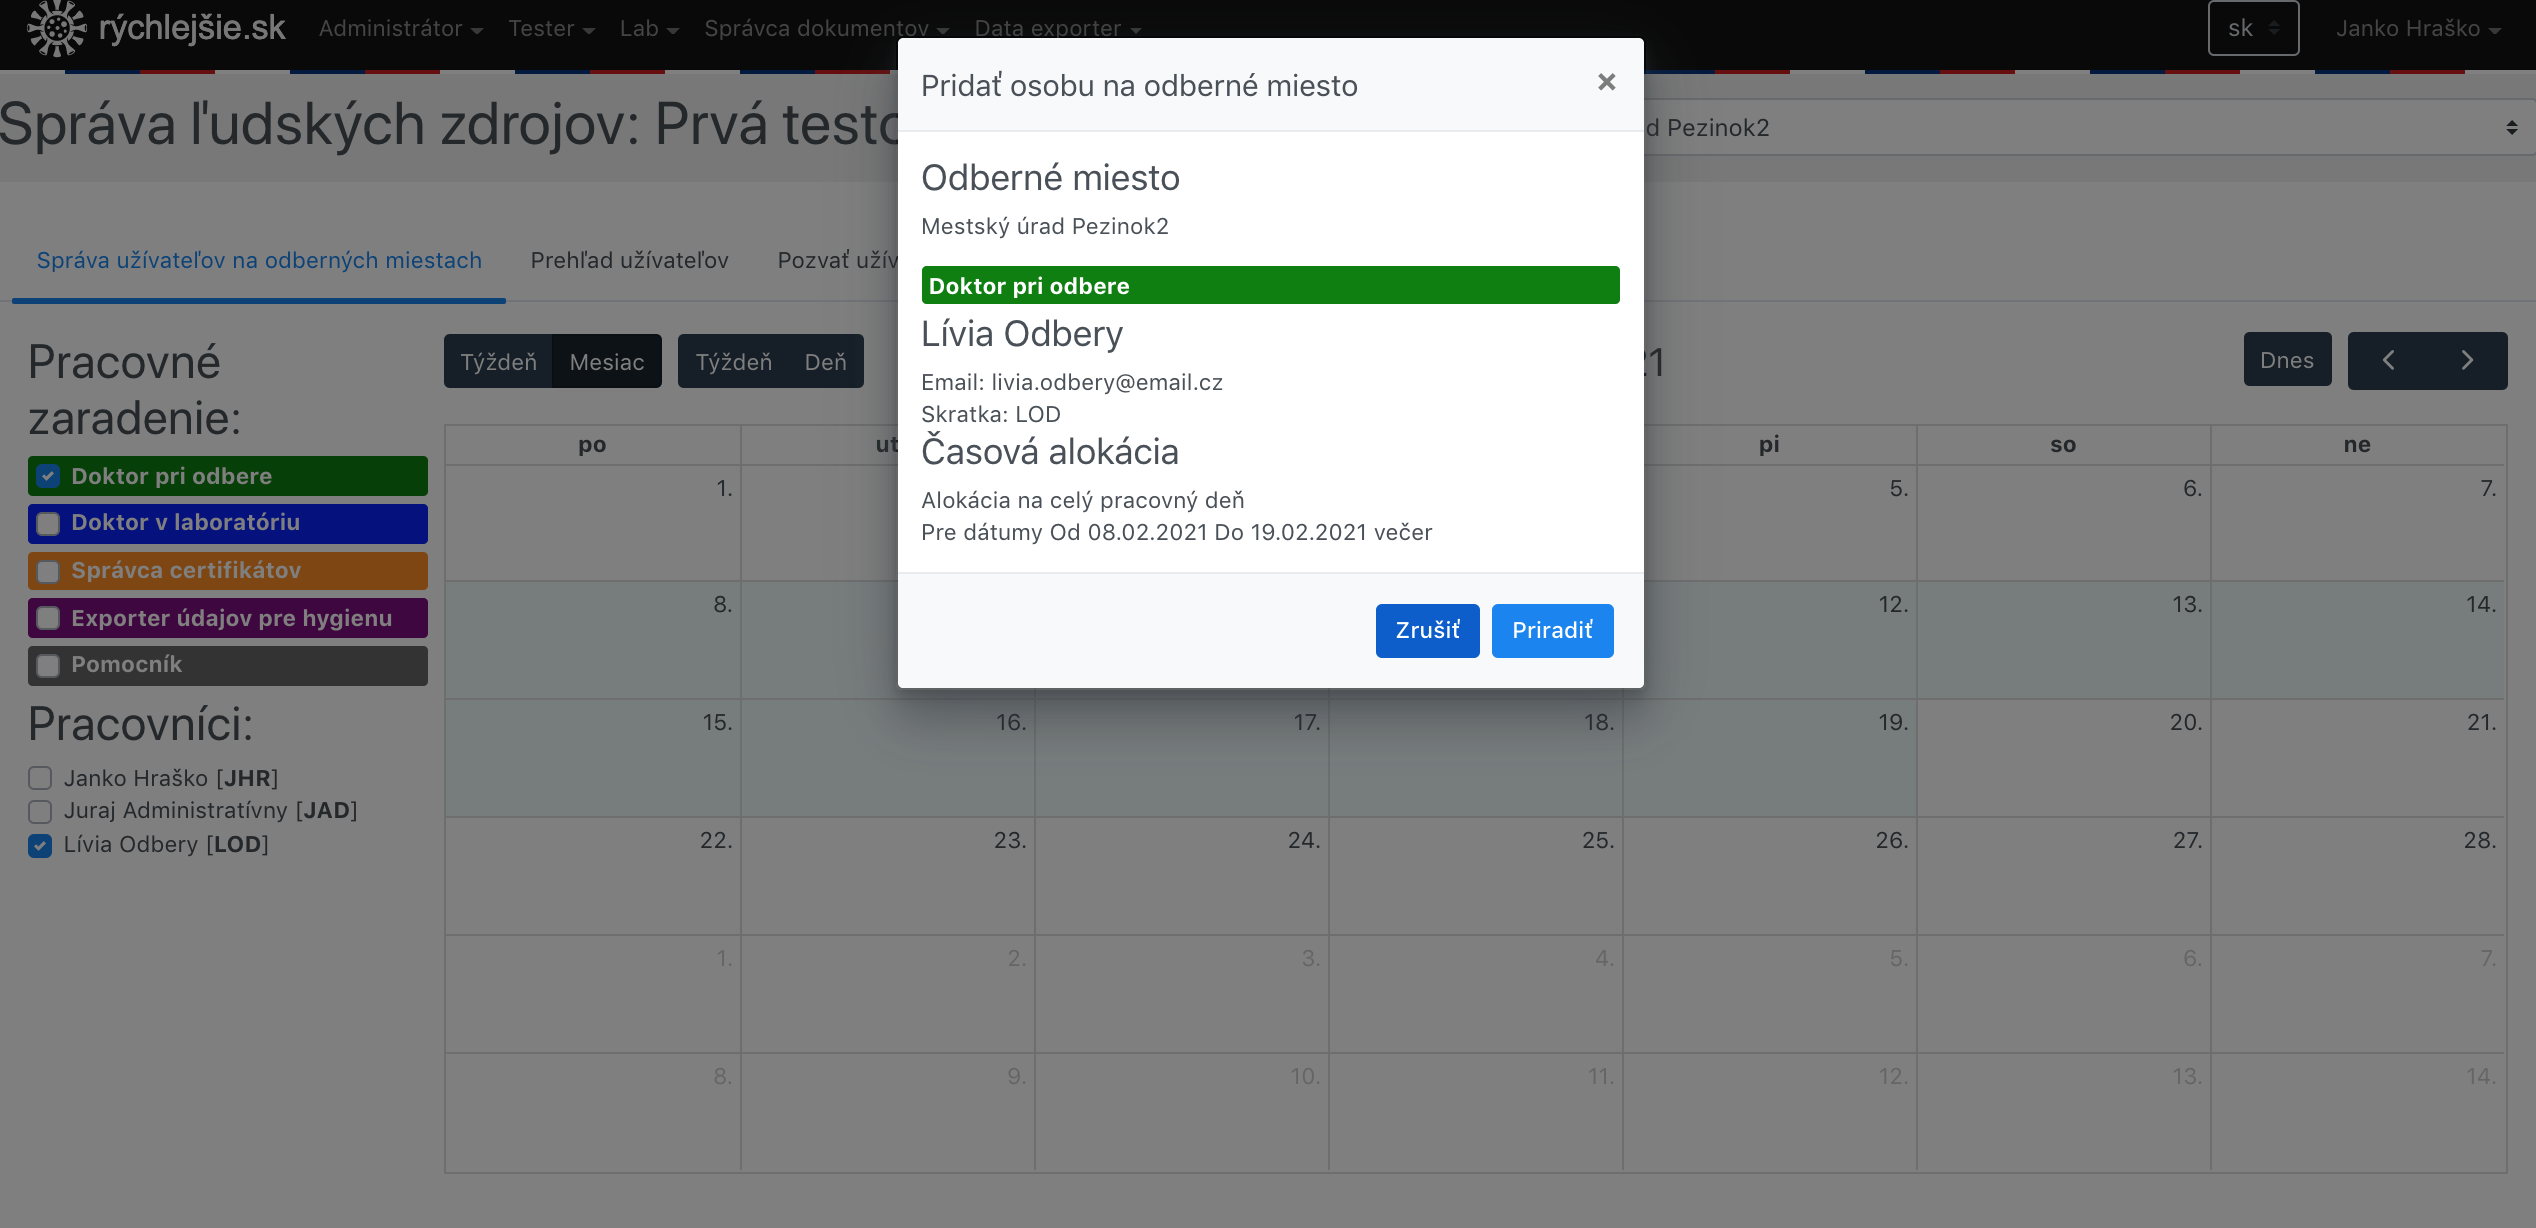 rýchlejšie.sk Administrátor Tester Lab Správca dokumentov Data exporter sk Janko Hraško
Správa ľudských zdrojov: Prvá
Pezinok2
Správa užívateľov na odberných miestach Prehľad užívateľov Pozvať
Pracovné
zaradenie:
Doktor pri odbere
Doktor v laboratóriu
Správca certifikátov
Exporter údajov pre hygienu
Pomocník
Pracovníci:
Janko Hraško [JHR]
Juraj Administratívny [JAD]
Lívia Odbery [LOD]
Týždeň Mesiac Týždeň Deň Dnes
po ut pi so ne
1. 5. 6. 7.
8. 12. 13. 14.
15. 16. 17. 18. 19. 20. 21.
22. 23. 24. 25. 26. 27. 28.
1. 2. 3. 4. 5. 6. 7.
8. 9. 10. 11. 12. 13. 14.
Pridať osobu na odberné miesto ×
Odberné miesto
Mestský úrad Pezinok2
Doktor pri odbere
Lívia Odbery
Email: livia.odbery@email.cz
Skratka: LOD
Časová alokácia
Alokácia na celý pracovný deň
Pre dátumy Od 08.02.2021 Do 19.02.2021 večer
Zrušiť Priradiť